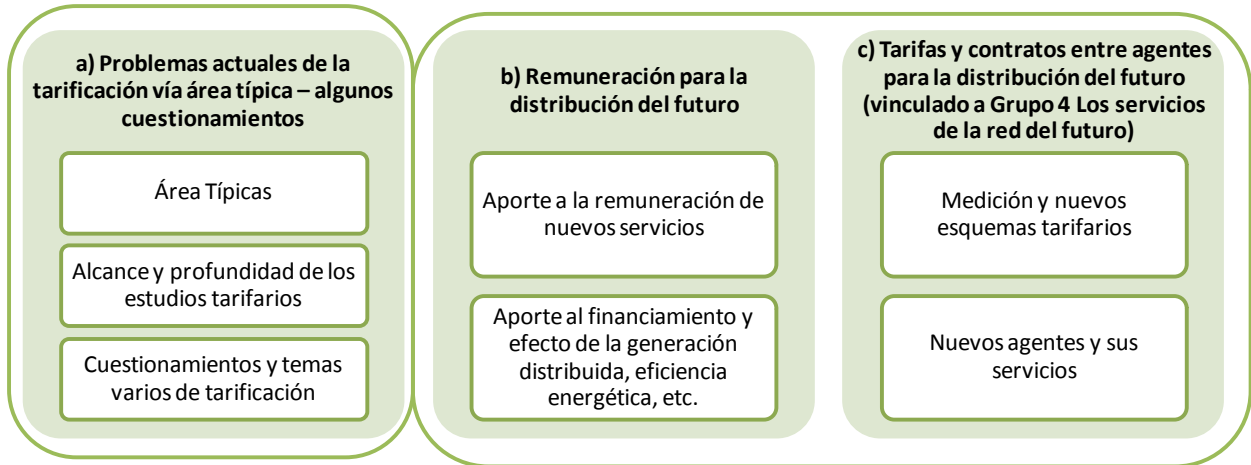 a) Problemas actuales de la
tarificación vía área típica – algunos
cuestionamientos
Área Típicas
Alcance y profundidad de los
estudios tarifarios
Cuestionamientos y temas
varios de tarificación
b) Remuneración para la
distribución del futuro
Aporte a la remuneración de
nuevos servicios
Aporte al financiamiento y
efecto de la generación
distribuida, eficiencia
energética, etc.
c) Tarifas y contratos entre agentes
para la distribución del futuro
(vinculado a Grupo 4 Los servicios
de la red del futuro)
Medición y nuevos
esquemas tarifarios
Nuevos agentes y sus
servicios